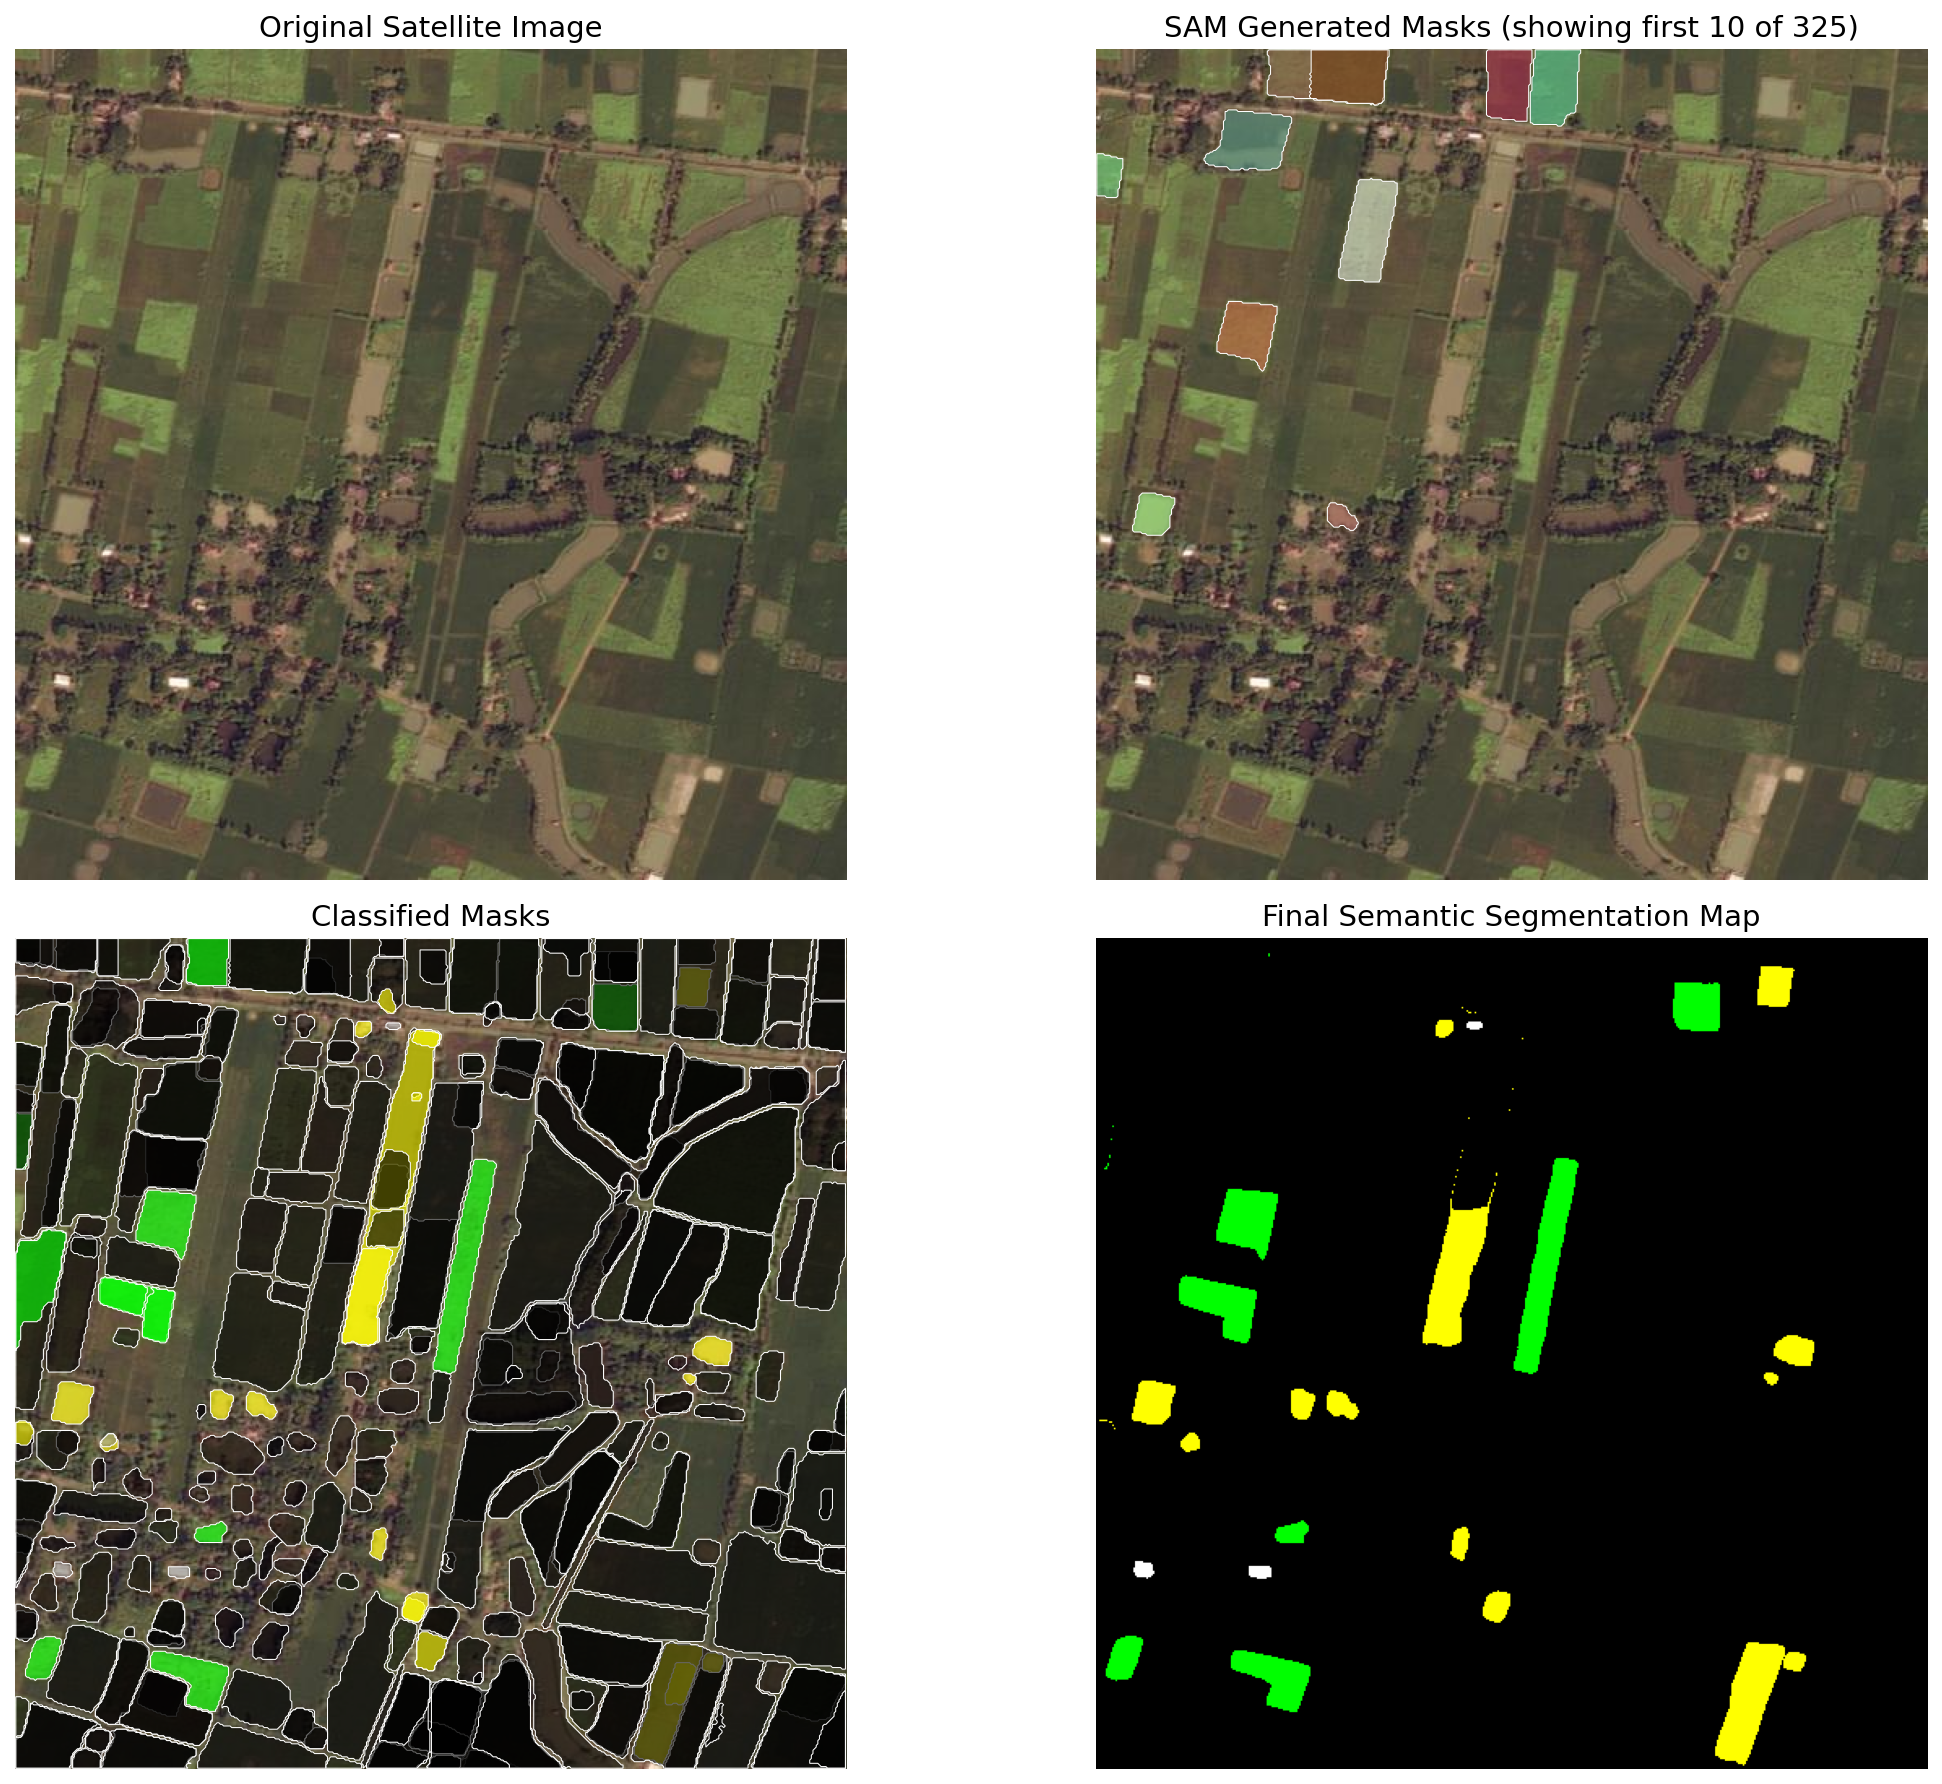 Original Satellite Image
SAM Generated Masks (showing first 10 of 325)
Classified Masks
Final Semantic Segmentation Map